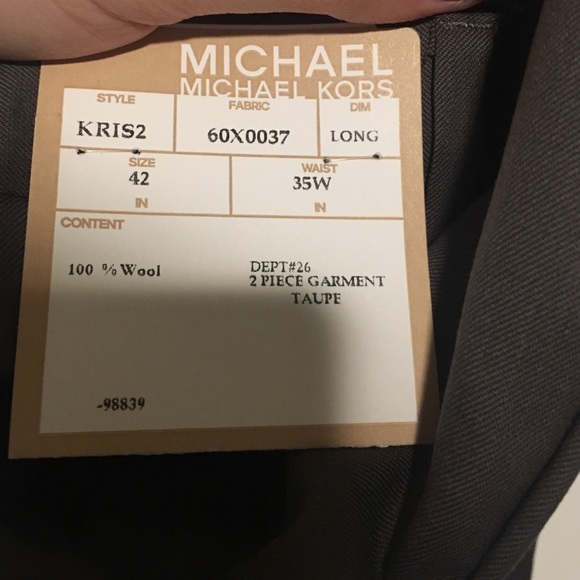 MICHAEL
MICHAEL KORS
STYLE FABRIC DIM
KRIS2 60X0037 LONG
SIZE WAIST
42 35W
IN IN
CONTENT
100 % Wool DEPT#26
2 PIECE GARMENT
TAUPE
-98839